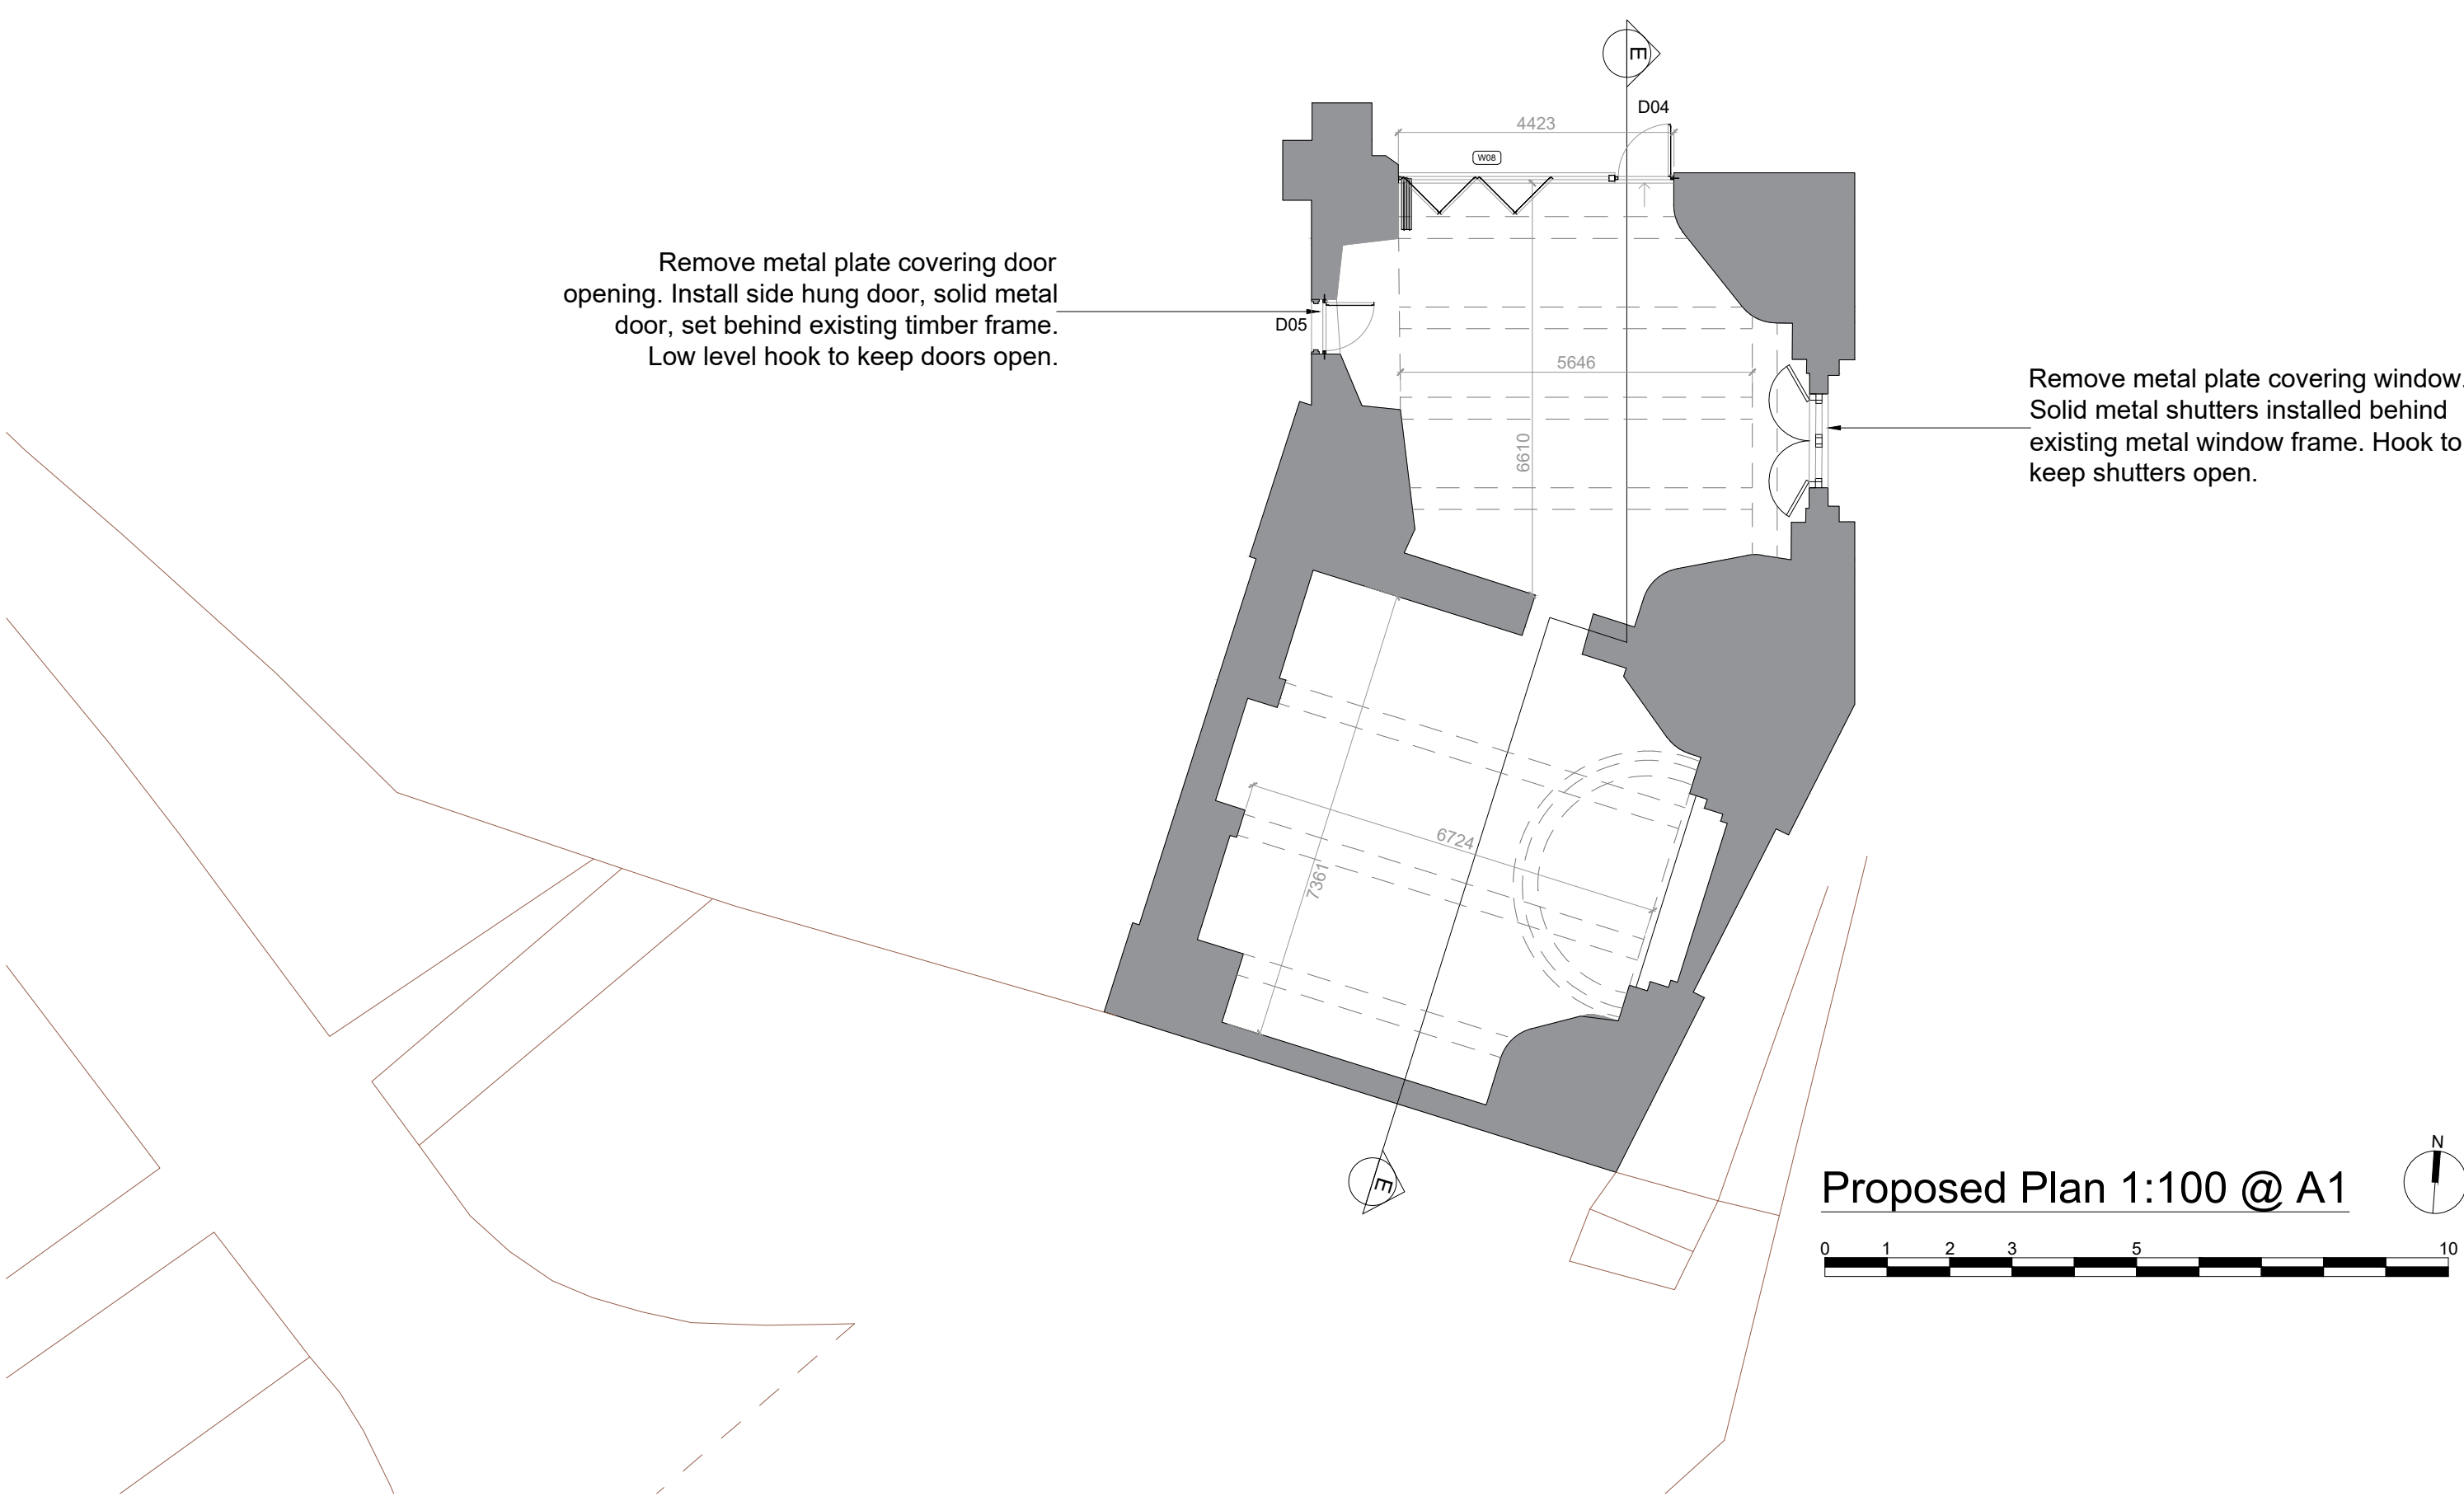 E
D04
4423
W08
Remove metal plate covering door
opening. Install side hung door, solid metal
door, set behind existing timber frame.
Low level hook to keep doors open.
D05
5646
6610
Remove metal plate covering window.
Solid metal shutters installed behind
existing metal window frame. Hook to
keep shutters open.
6724
7361
E
N
Proposed Plan 1:100 @ A1
0 1 2 3 5 10